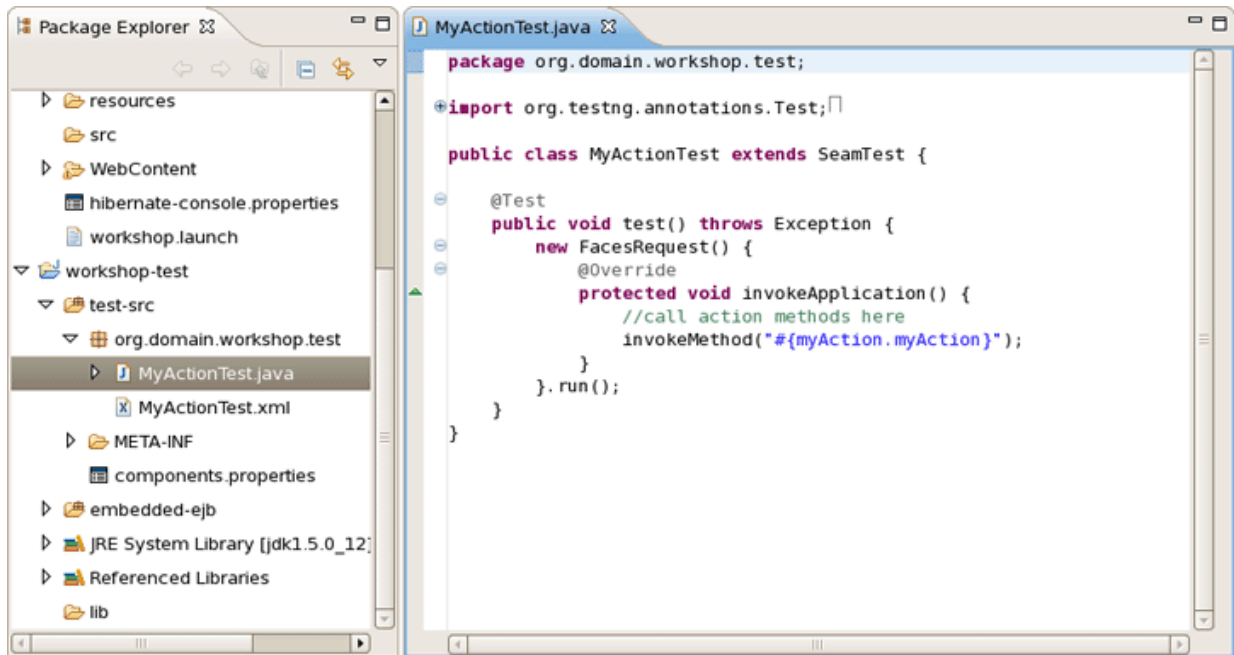 Package Explorer
resources
src
WebContent
hibernate-console.properties
workshop.launch
workshop-test
test-src
org.domain.workshop.test
MyActionTest.java
MyActionTest.xml
META-INF
components.properties
embedded-ejb
JRE System Library [jdk1.5.0_12]
Referenced Libraries
lib
MyActionTest.java
package org.domain.workshop.test;
import org.testng.annotations.Test;
public class MyActionTest extends SeamTest {
@Test
public void test() throws Exception {
new FacesRequest() {
@Override
protected void invokeApplication() {
//call action methods here
invokeMethod("#{myAction.myAction}");
}
}.run();
}
}